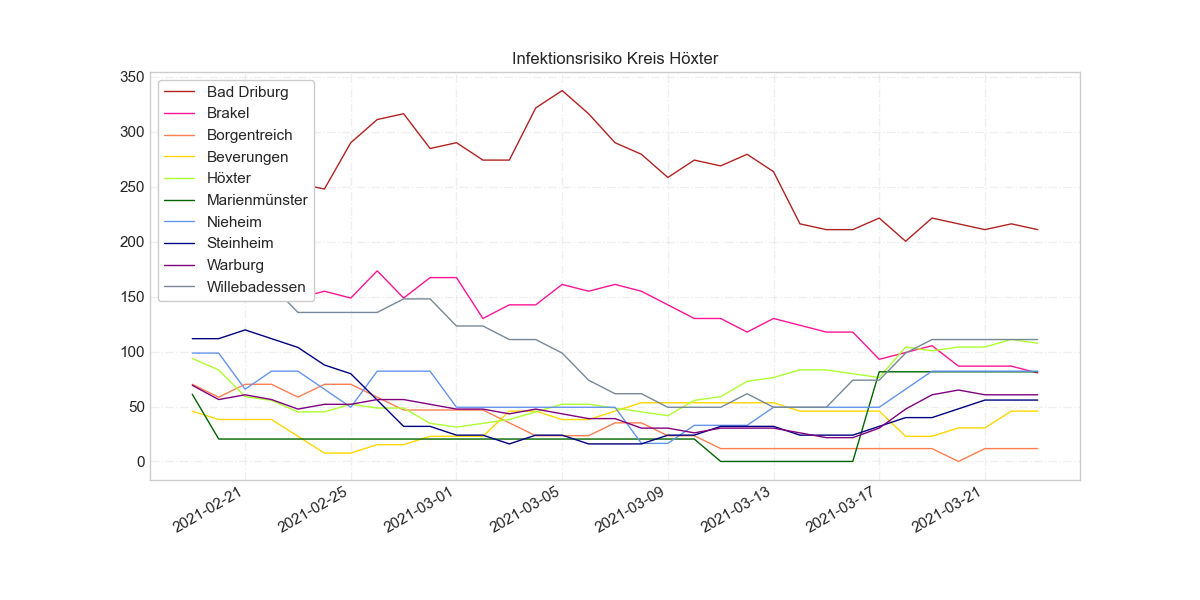 Infektionsrisiko Kreis Höxter
350
300
250
200
150
100
50
0
Bad Driburg
Brakel
Borgentreich
Beverungen
Höxter
Marienmünster
Nieheim
Steinheim
Warburg
Willebadessen
2021-02-21
2021-02-25
2021-03-01
2021-03-05
2021-03-09
2021-03-13
2021-03-17
2021-03-21